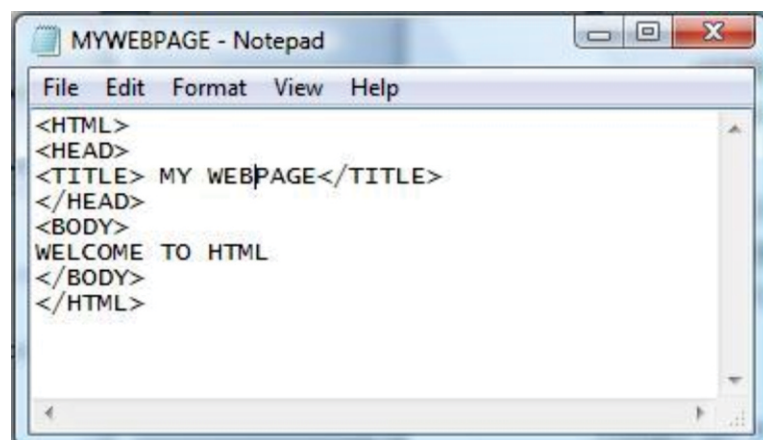 MYWEBPAGE - Notepad
File Edit Format View Help
<HTML>
<HEAD>
<TITLE> MY WEBPAGE</TITLE>
</HEAD>
<BODY>
WELCOME TO HTML
</BODY>
</HTML>